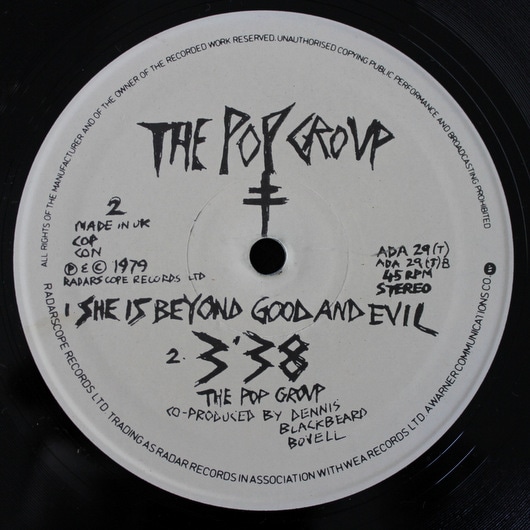 ALL RIGHTS OF THE MANUFACTURER AND OF THE OWNER OF THE RECORDED WORK RESERVED. UNAUTHORISED COPYING PUBLIC PERFORMANCE AND BROADCASTING PROHIBITED
THE POP GROUP
2
MADE IN UK
COP
CON
Ⓟ & © 1979
RADARSCOPE RECORDS LTD
ADA 29 (T)
ADA 29 (T) B
45 RPM
STEREO
1 SHE IS BEYOND GOOD AND EVIL
2. 3'38
THE POP GROUP
CO-PRODUCED BY DENNIS
BLACKBEARD
BOVELL
RADARSCOPE RECORDS LTD. TRADING AS RADAR RECORDS IN ASSOCIATION WITH WEA RECORDS LTD. A WARNER COMMUNICATIONS CO.